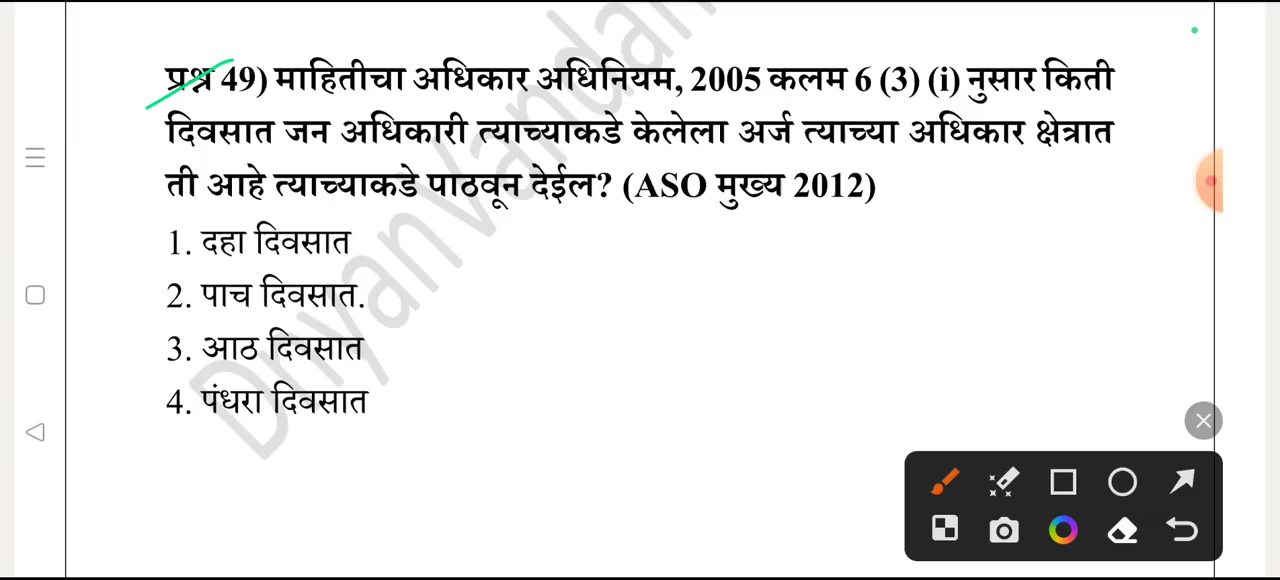 प्रश्न 49) माहितीचा अधिकार अधिनियम, 2005 कलम 6 (3) (i) नुसार किती
दिवसात जन अधिकारी त्याच्याकडे केलेला अर्ज त्याच्या अधिकार क्षेत्रात
ती आहे त्याच्याकडे पाठवून देईल? (ASO मुख्य 2012)
1. दहा दिवसात
2. पाच दिवसात.
3. आठ दिवसात
4. पंधरा दिवसात